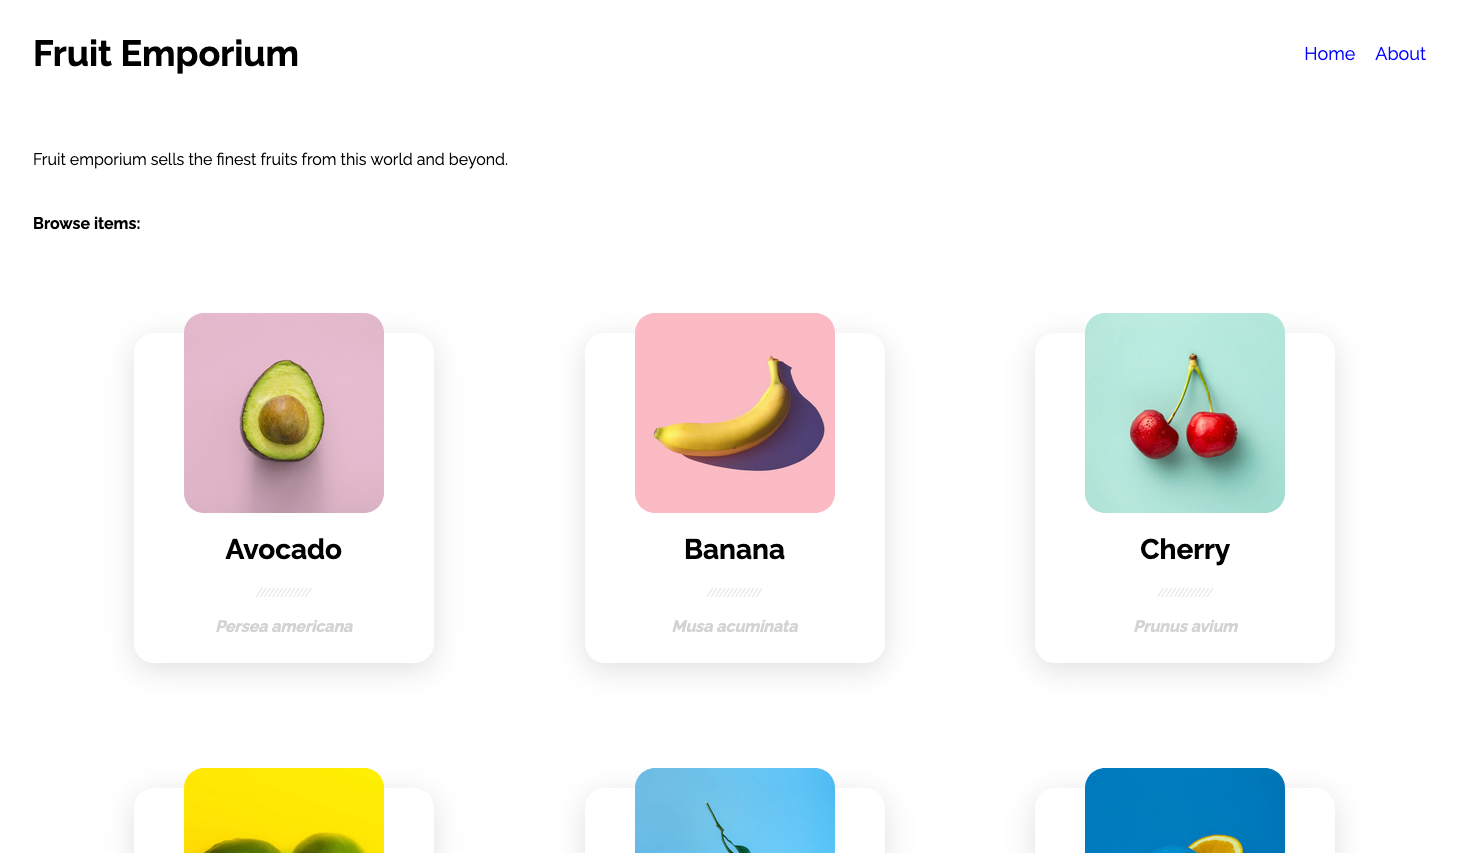 Fruit Emporium
Home About
Fruit emporium sells the finest fruits from this world and beyond.
Browse items:
Avocado Banana Cherry
///////////// ///////////// /////////////
Persea americana Musa acuminata Prunus avium